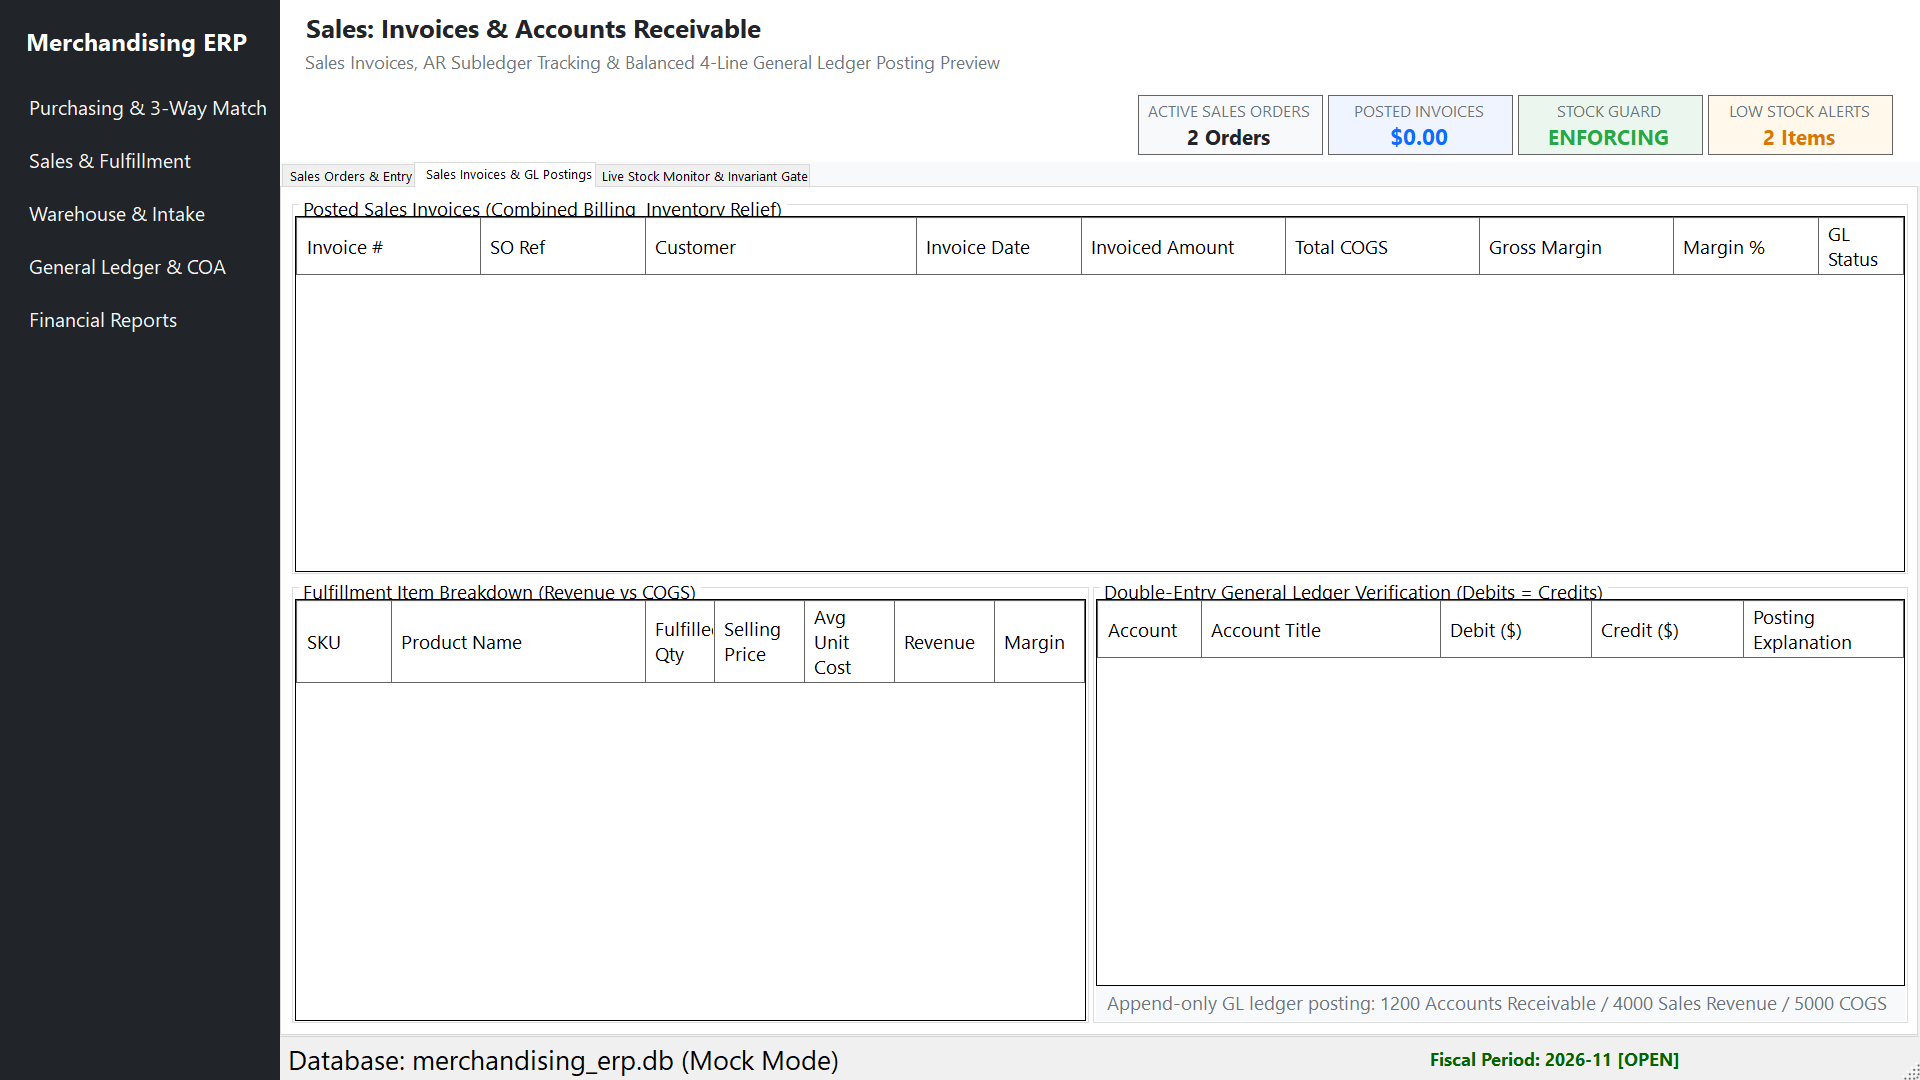 Merchandising ERP
Purchasing & 3-Way Match
Sales & Fulfillment
Warehouse & Intake
General Ledger & COA
Financial Reports
Sales: Invoices & Accounts Receivable
Sales Invoices, AR Subledger Tracking & Balanced 4-Line General Ledger Posting Preview
ACTIVE SALES ORDERS
2 Orders
POSTED INVOICES
$0.00
STOCK GUARD
ENFORCING
LOW STOCK ALERTS
2 Items
Sales Orders & Entry
Sales Invoices & GL Postings
Live Stock Monitor & Invariant Gate
Posted Sales Invoices (Combined Billing  Inventory Relief)
Invoice #
SO Ref
Customer
Invoice Date
Invoiced Amount
Total COGS
Gross Margin
Margin %
GL
Status
Fulfillment Item Breakdown (Revenue vs COGS)
SKU
Product Name
Fulfilled
Qty
Selling
Price
Avg
Unit
Cost
Revenue
Margin
Double-Entry General Ledger Verification (Debits = Credits)
Account
Account Title
Debit ($)
Credit ($)
Posting
Explanation
Append-only GL ledger posting: 1200 Accounts Receivable / 4000 Sales Revenue / 5000 COGS
Database: merchandising_erp.db (Mock Mode)
Fiscal Period: 2026-11 [OPEN]